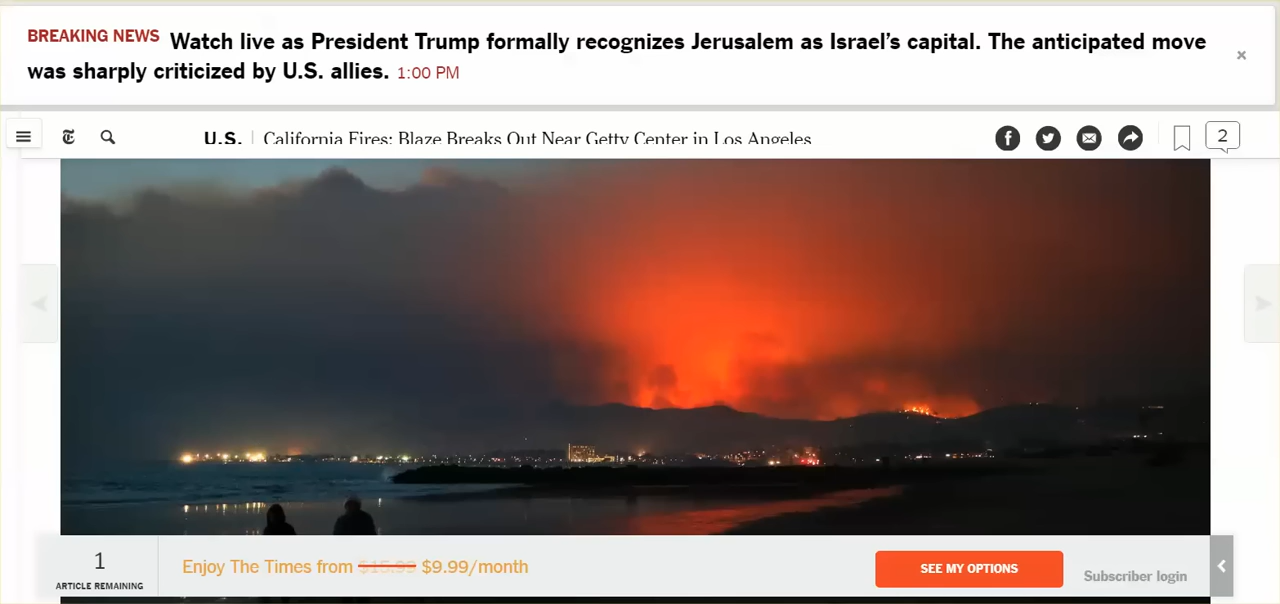 BREAKING NEWS Watch live as President Trump formally recognizes Jerusalem as Israel’s capital. The anticipated move
was sharply criticized by U.S. allies. 1:00 PM
U.S. | California Fires: Blaze Breaks Out Near Getty Center in Los Angeles
2
1
ARTICLE REMAINING
Enjoy The Times from $15.99 $9.99/month
SEE MY OPTIONS
Subscriber login